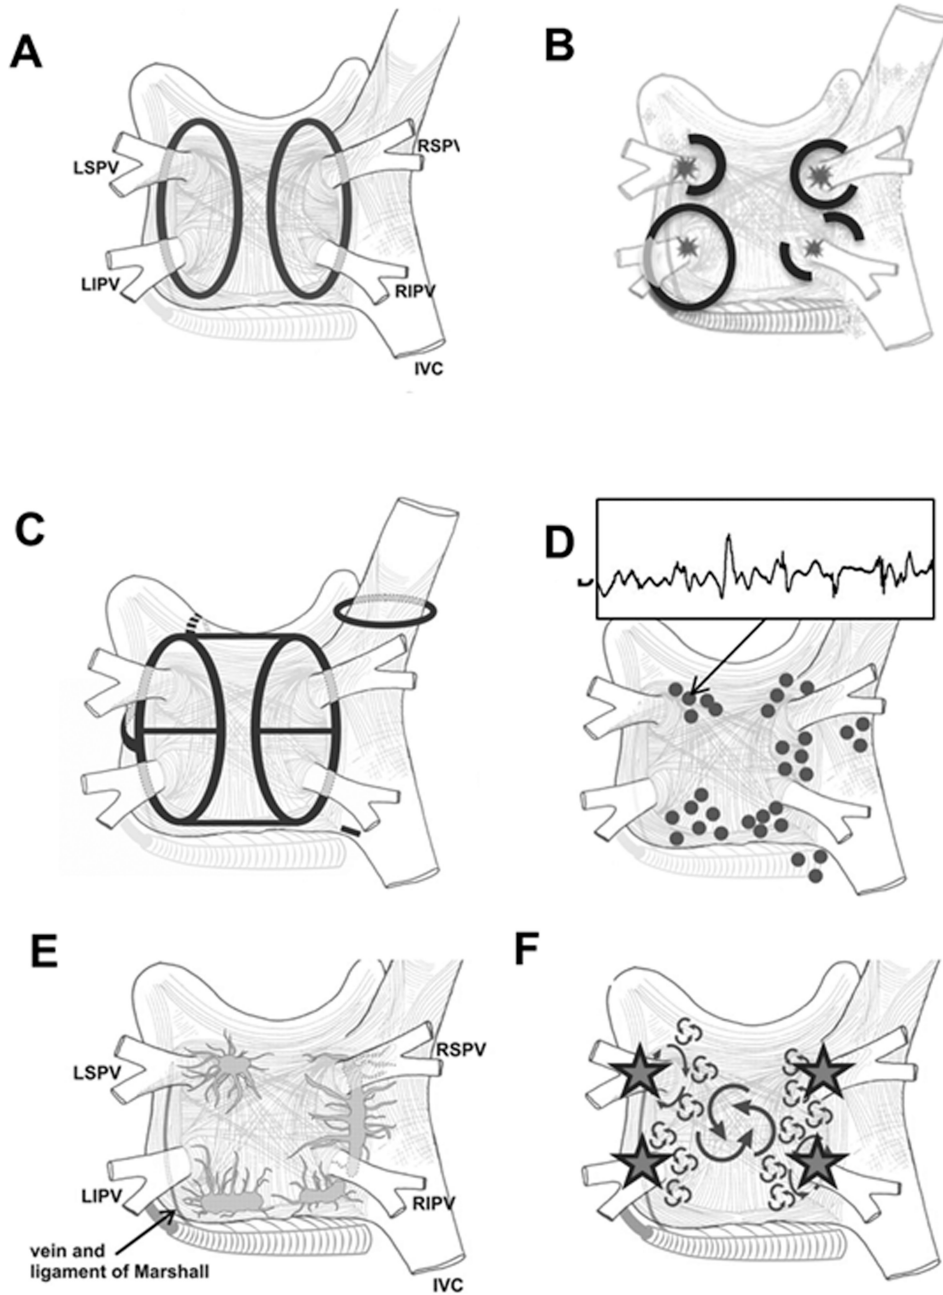 A
B
LSPV
RSPV
LIPV
RIPV
IVC
C
D
E
F
LSPV
RSPV
LIPV
RIPV
vein and
ligament of Marshall
IVC